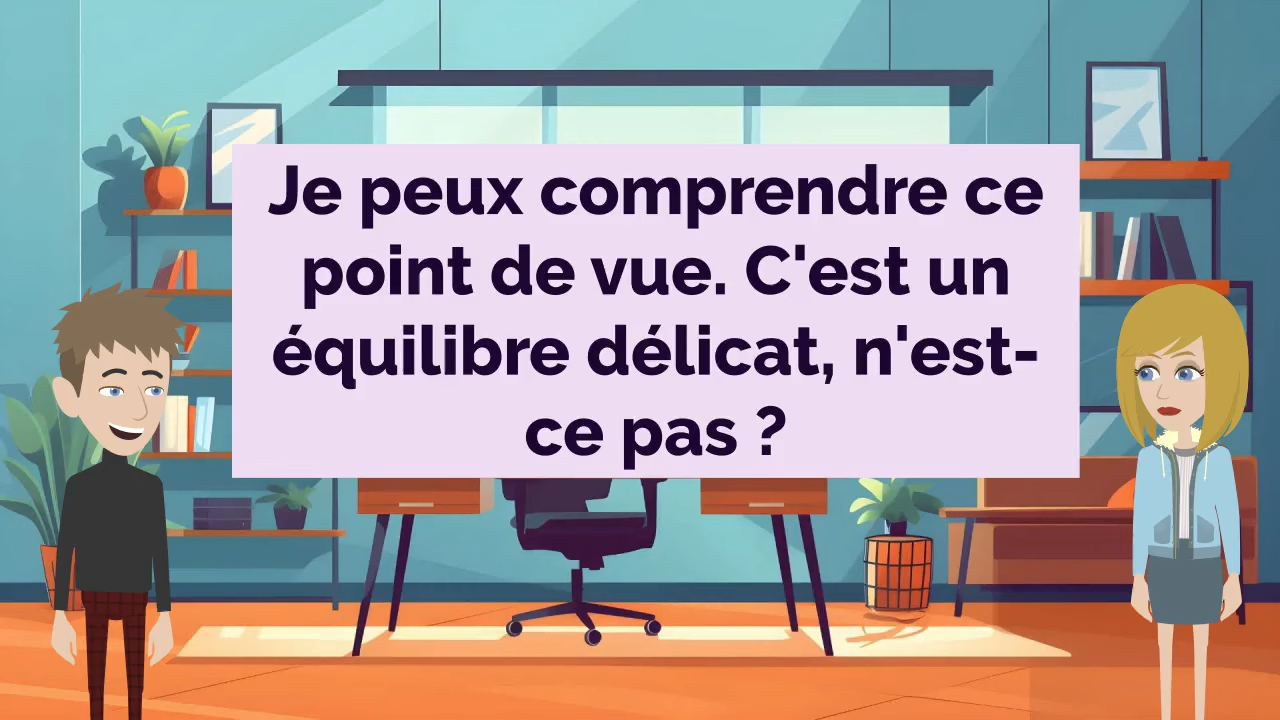 Je peux comprendre ce
point de vue. C'est un
équilibre délicat, n'est-
ce pas ?